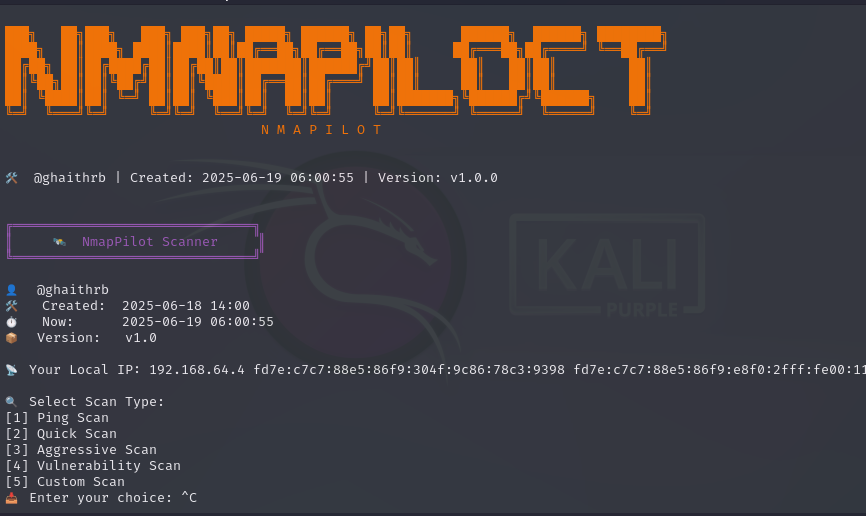 NMAPILOT
@ghaithrb | Created: 2025-06-19 06:00:55 | Version: v1.0.0
NmapPilot Scanner
@ghaithrb
Created: 2025-06-18 14:00
Now: 2025-06-19 06:00:55
Version: v1.0
Your Local IP: 192.168.64.4 fd7e:c7c7:88e5:86f9:304f:9c86:78c3:9398 fd7e:c7c7:88e5:86f9:e8f0:2fff:fe00:11
Select Scan Type:
[1] Ping Scan
[2] Quick Scan
[3] Aggressive Scan
[4] Vulnerability Scan
[5] Custom Scan
Enter your choice: ^C
KALI
PURPLE